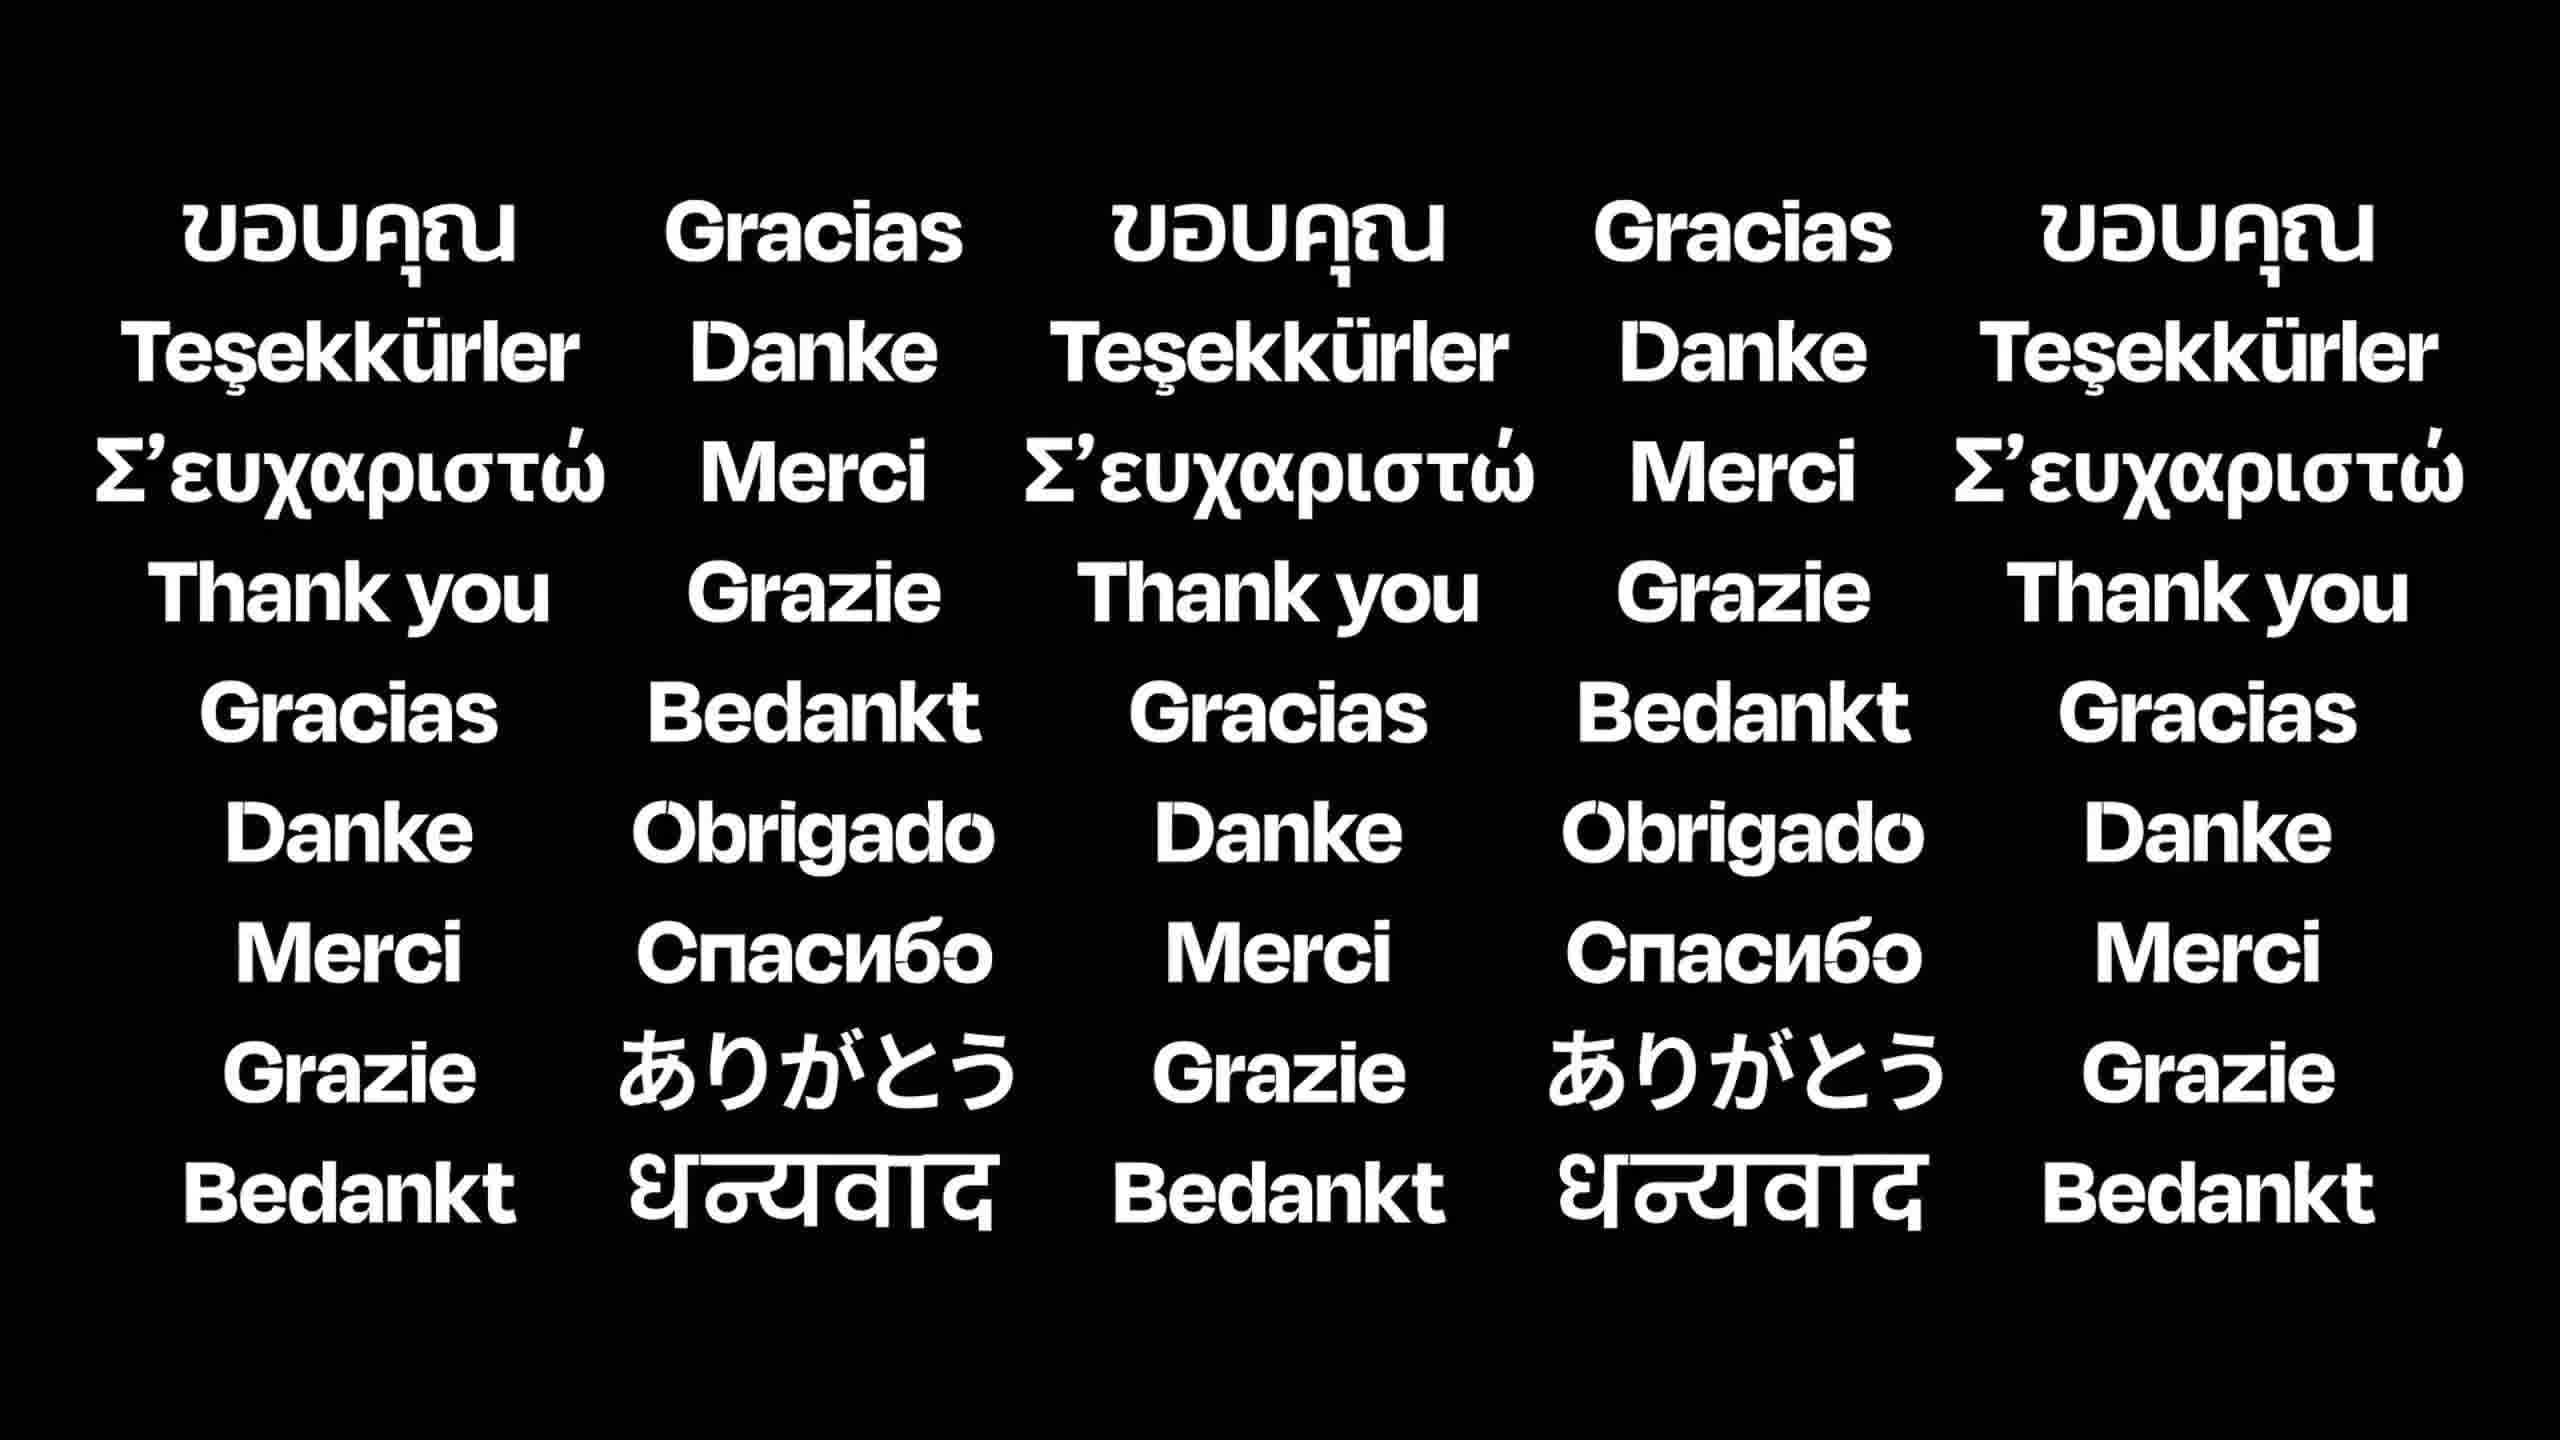 ขอบคุณ Gracias ขอบคุณ Gracias ขอบคุณ
Teşekkürler Danke Teşekkürler Danke Teşekkürler
Σ’ευχαριστώ Merci Σ’ευχαριστώ Merci Σ’ευχαριστώ
Thank you Grazie Thank you Grazie Thank you
Gracias Bedankt Gracias Bedankt Gracias
Danke Obrigado Danke Obrigado Danke
Merci Спасибо Merci Спасибо Merci
Grazie ありがとう Grazie ありがとう Grazie
Bedankt धन्यवाद Bedankt धन्यवाद Bedankt